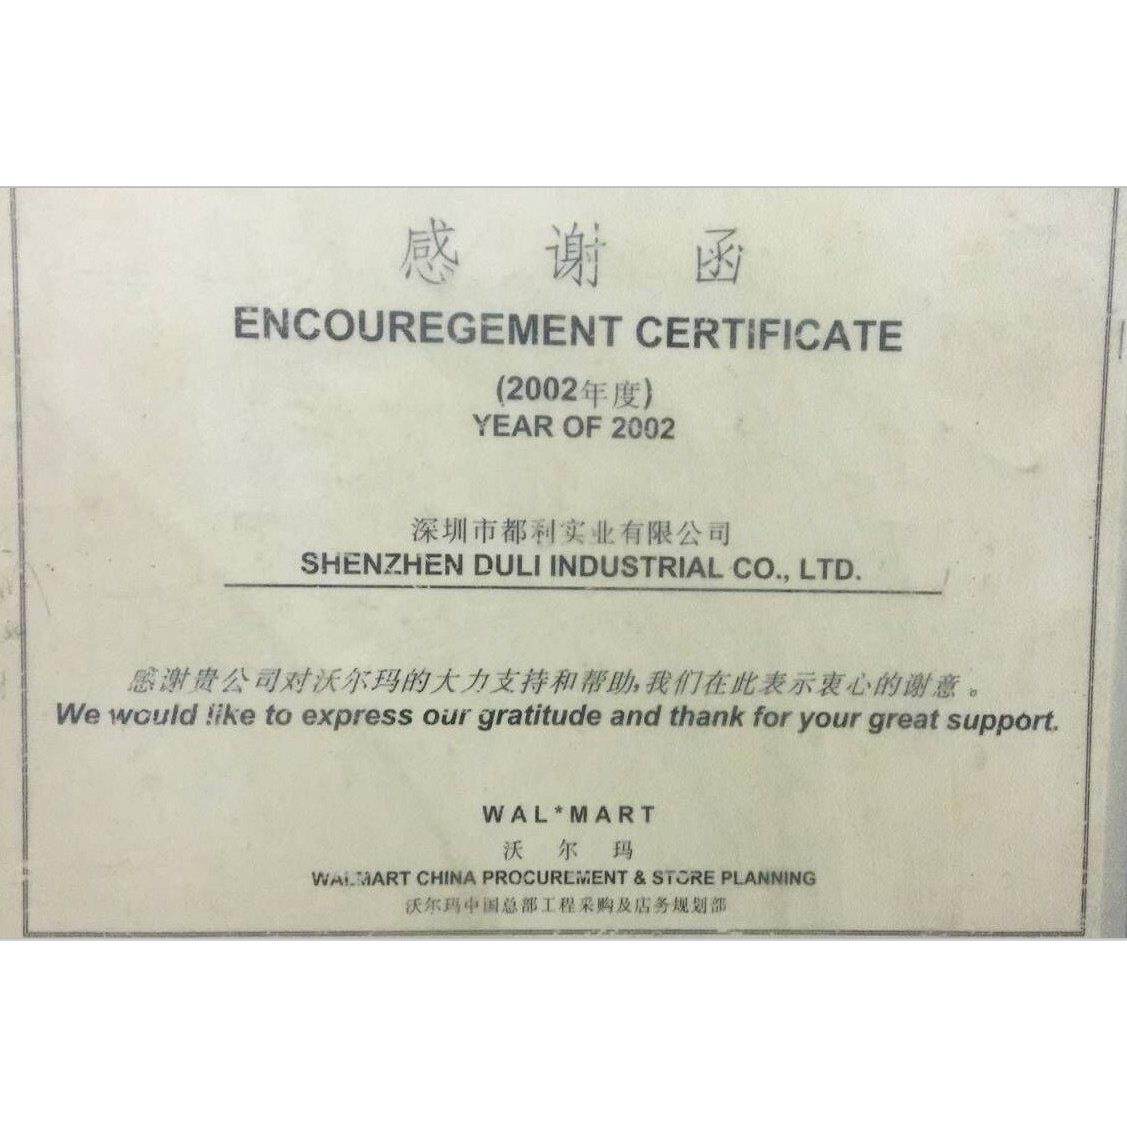 感 谢 函
ENCOUREGEMENT CERTIFICATE
(2002年度)
YEAR OF 2002
深圳市都利实业有限公司
SHENZHEN DULI INDUSTRIAL CO., LTD.
感谢贵公司对沃尔玛的大力支持和帮助,我们在此表示衷心的谢意。
We would like to express our gratitude and thank for your great support.
WAL*MART
沃 尔 玛
WALMART CHINA PROCUREMENT & STORE PLANNING
沃尔玛中国总部工程采购及店务规划部